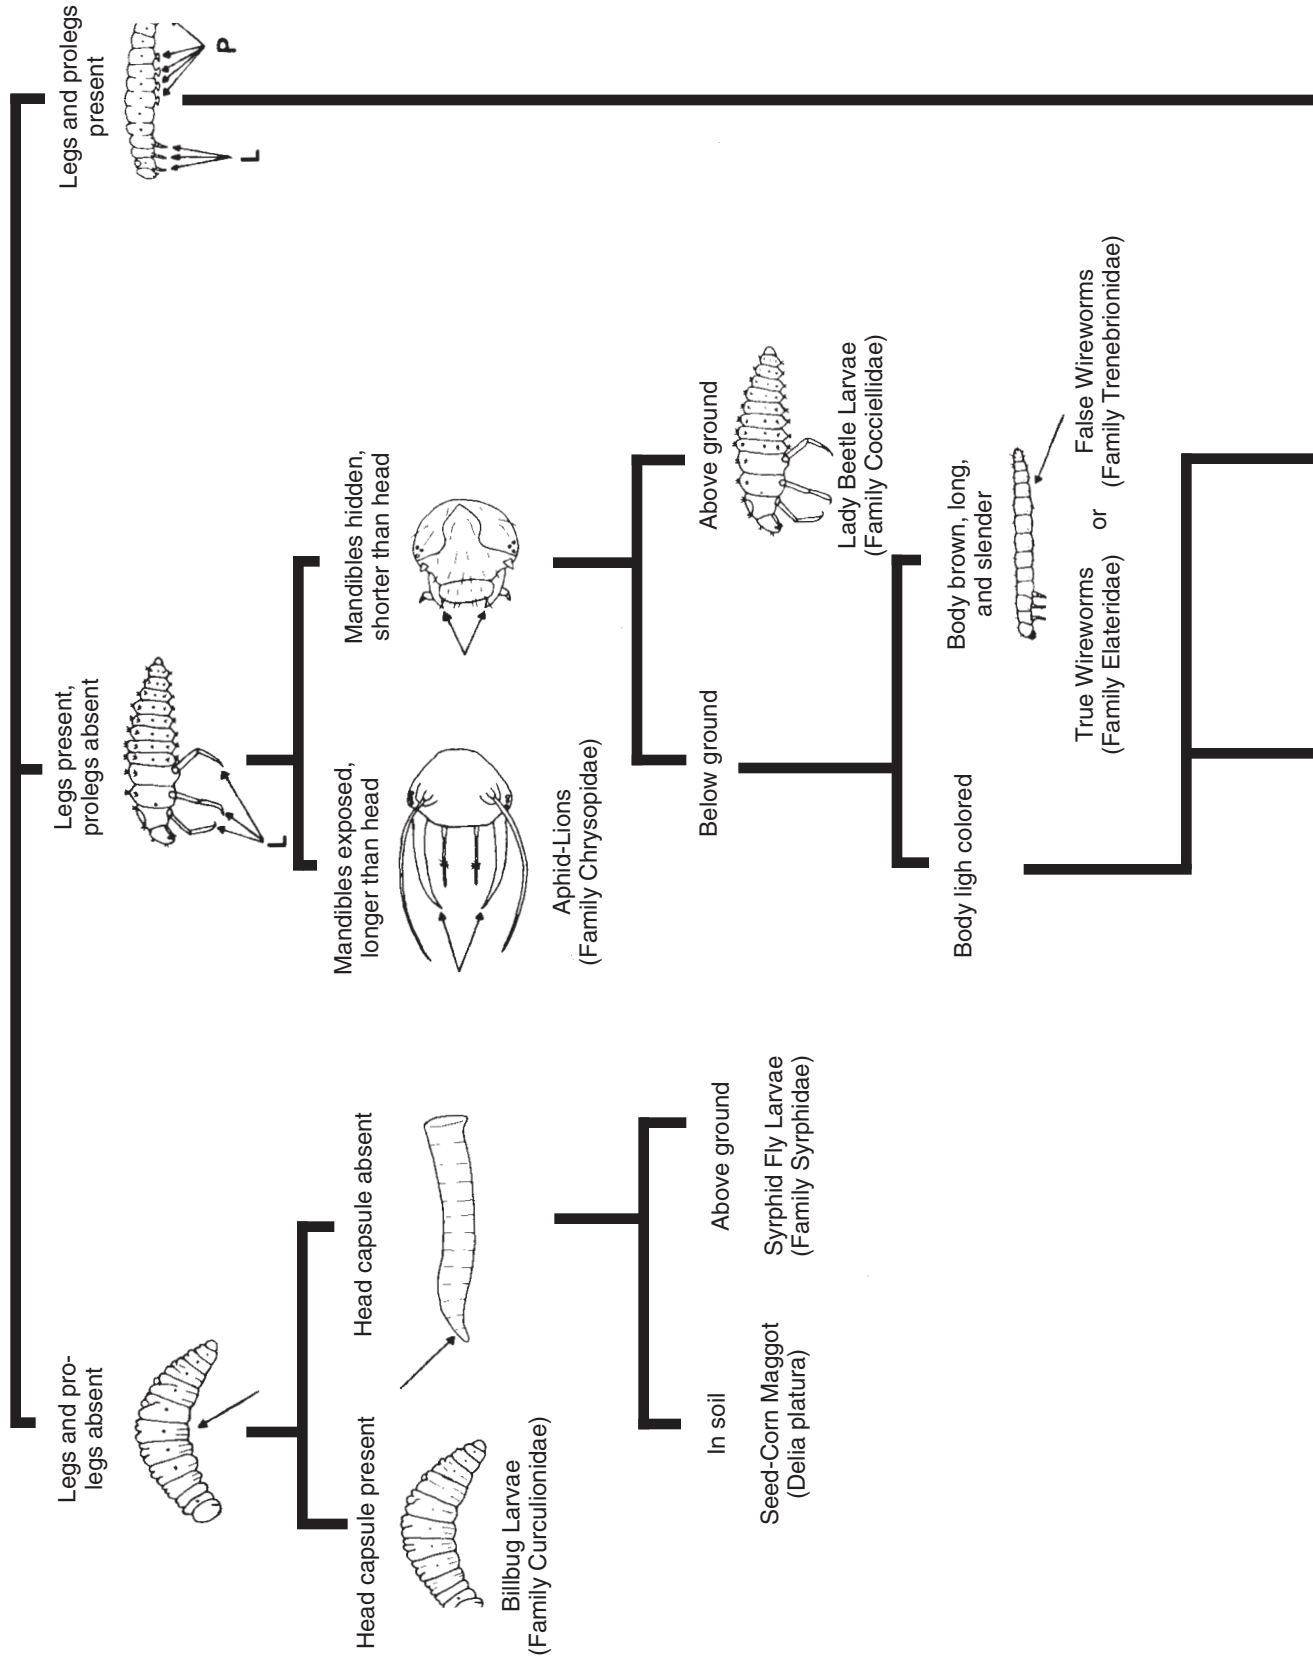 Legs and pro-
legs absent
Legs present,
prolegs absent
Legs and prolegs
present
L
L
P
Head capsule present
Head capsule absent
Mandibles exposed,
longer than head
Mandibles hidden,
shorter than head
Billbug Larvae
(Family Curculionidae)
Aphid-Lions
(Family Chrysopidae)
In soil
Above ground
Below ground
Above ground
Seed-Corn Maggot
(Delia platura)
Syrphid Fly Larvae
(Family Syrphidae)
Lady Beetle Larvae
(Family Cocciellidae)
Body ligh colored
Body brown, long,
and slender
True Wireworms
(Family Elateridae)
or
False Wireworms
(Family Trenebrionidae)